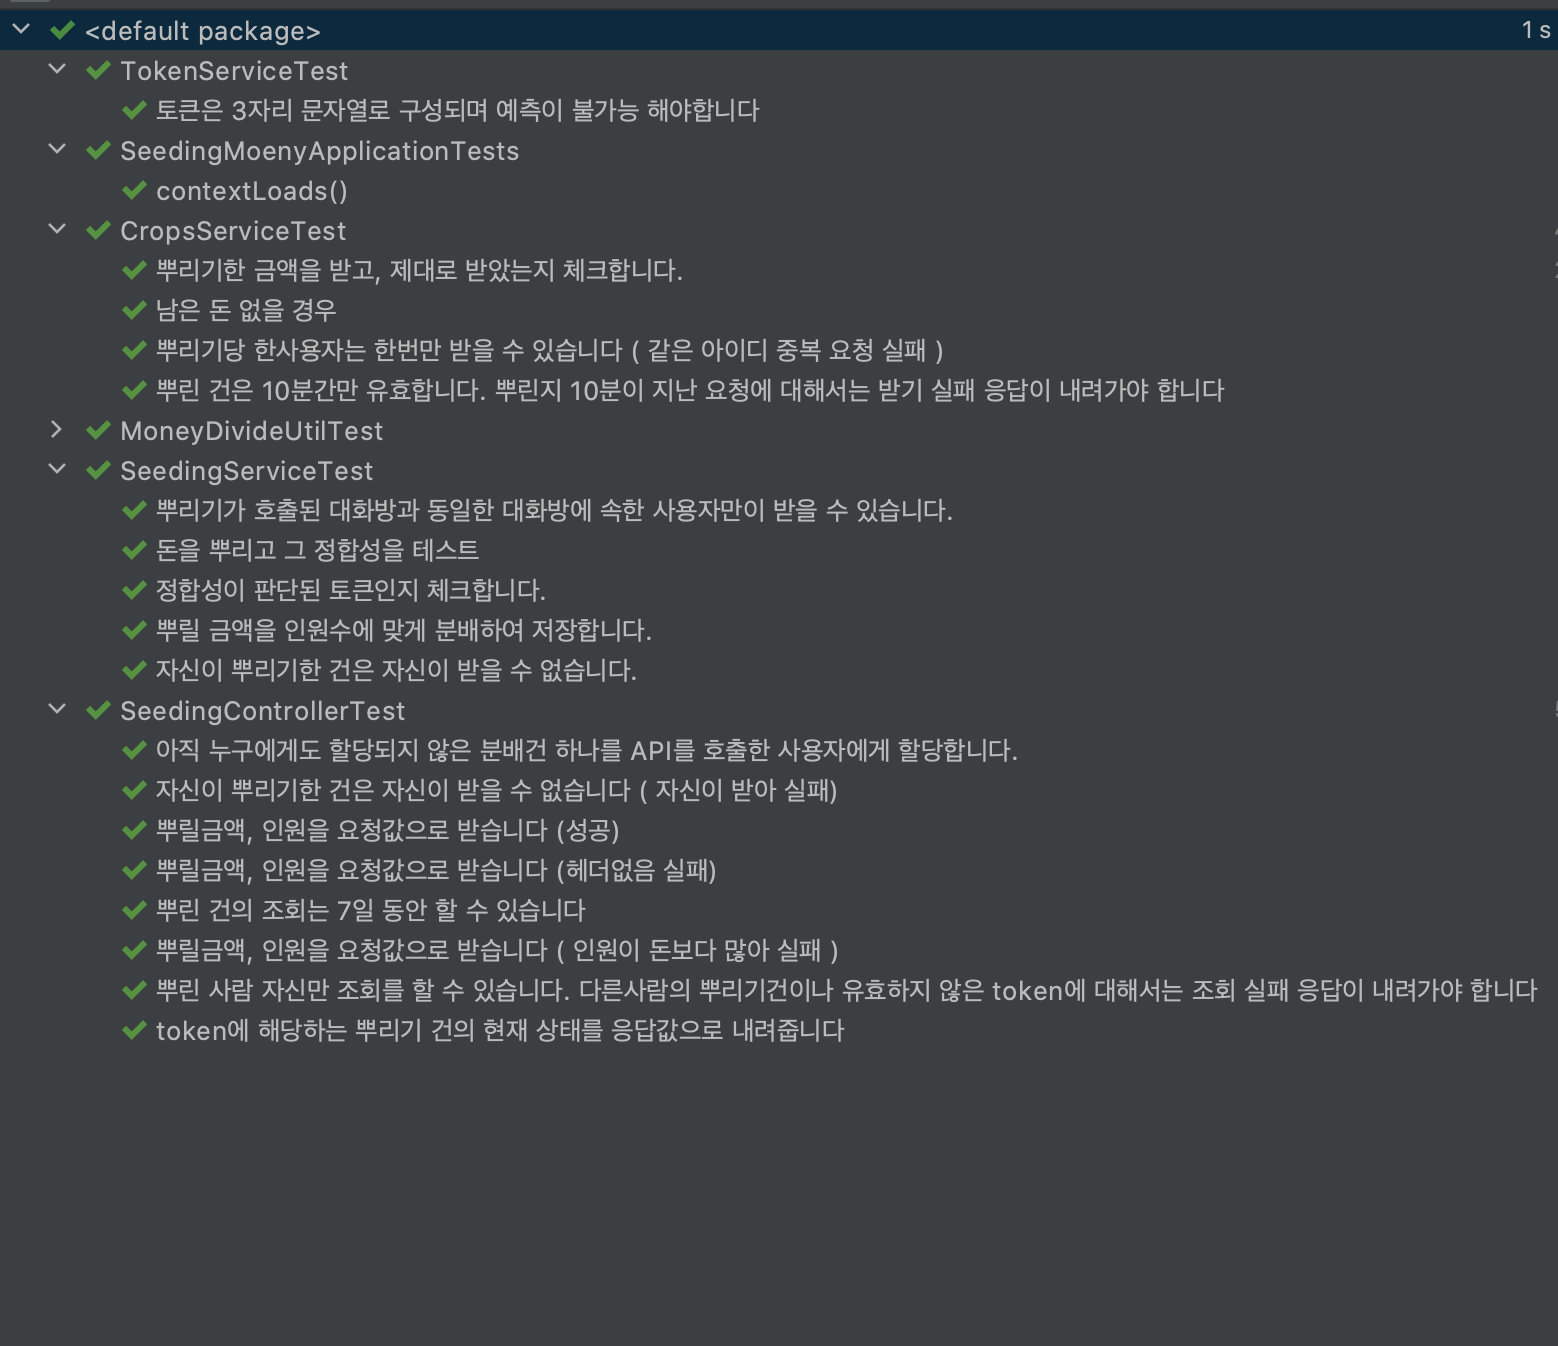 <default package> 1 s
TokenServiceTest
토큰은 3자리 문자열로 구성되며 예측이 불가능 해야합니다
SeedingMoenyApplicationTests
contextLoads()
CropsServiceTest
뿌리기한 금액을 받고, 제대로 받았는지 체크합니다.
남은 돈 없을 경우
뿌리기당 한사용자는 한번만 받을 수 있습니다 ( 같은 아이디 중복 요청 실패 )
뿌린 건은 10분간만 유효합니다. 뿌린지 10분이 지난 요청에 대해서는 받기 실패 응답이 내려가야 합니다
MoneyDivideUtilTest
SeedingServiceTest
뿌리기가 호출된 대화방과 동일한 대화방에 속한 사용자만이 받을 수 있습니다.
돈을 뿌리고 그 정합성을 테스트
정합성이 판단된 토큰인지 체크합니다.
뿌릴 금액을 인원수에 맞게 분배하여 저장합니다.
자신이 뿌리기한 건은 자신이 받을 수 없습니다.
SeedingControllerTest
아직 누구에게도 할당되지 않은 분배건 하나를 API를 호출한 사용자에게 할당합니다.
자신이 뿌리기한 건은 자신이 받을 수 없습니다 ( 자신이 받아 실패)
뿌릴금액, 인원을 요청값으로 받습니다 (성공)
뿌릴금액, 인원을 요청값으로 받습니다 (헤더없음 실패)
뿌린 건의 조회는 7일 동안 할 수 있습니다
뿌릴금액, 인원을 요청값으로 받습니다 ( 인원이 돈보다 많아 실패 )
뿌린 사람 자신만 조회를 할 수 있습니다. 다른사람의 뿌리기건이나 유효하지 않은 token에 대해서는 조회 실패 응답이 내려가야 합니다
token에 해당하는 뿌리기 건의 현재 상태를 응답값으로 내려줍니다